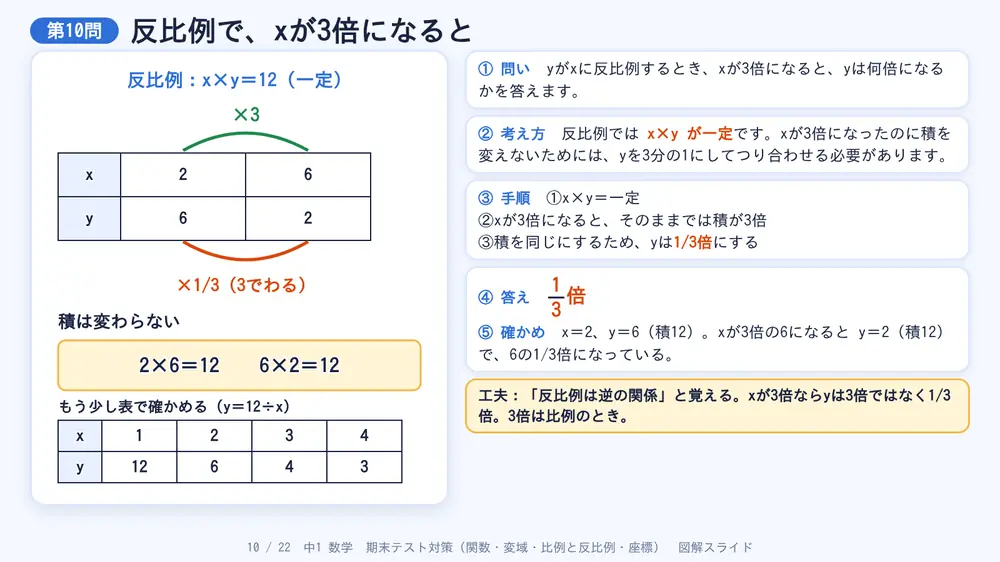 第10問 反比例で、xが3倍になると
反比例：x×y＝12（一定）
×3
x 2 6
y 6 2
×1/3（3でわる）
積は変わらない
2×6＝12 6×2＝12
もう少し表で確かめる（y＝12÷x）
x 1 2 3 4
y 12 6 4 3
① 問い yがxに反比例するとき、xが3倍になると、yは何倍になる
かを答えます。
② 考え方 反比例では x×y が一定です。xが3倍になったのに積を
変えないためには、yを3分の1にしてつり合わせる必要があります。
③ 手順 ①x×y＝一定
②xが3倍になると、そのままでは積が3倍
③積を同じにするため、yは1/3倍にする
④ 答え 1/3倍
⑤ 確かめ x＝2、y＝6（積12）。xが3倍の6になると y＝2（積12）
で、6の1/3倍になっている。
工夫：「反比例は逆の関係」と覚える。xが3倍ならyは3倍ではなく1/3
倍。3倍は比例のとき。
10 / 22 中1 数学 期末テスト対策（関数・変域・比例と反比例・座標） 図解スライド